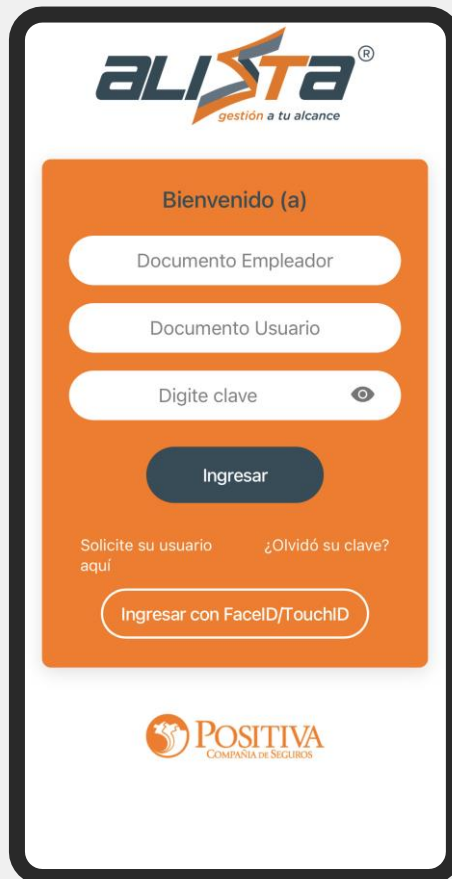 ALISTA®
gestión a tu alcance
Bienvenido (a)
Documento Empleador
Documento Usuario
Digite clave
Ingresar
Solicite su usuario
aquí
¿Olvidó su clave?
Ingresar con FaceID/TouchID
POSITIVA
COMPAÑIA DE SEGUROS